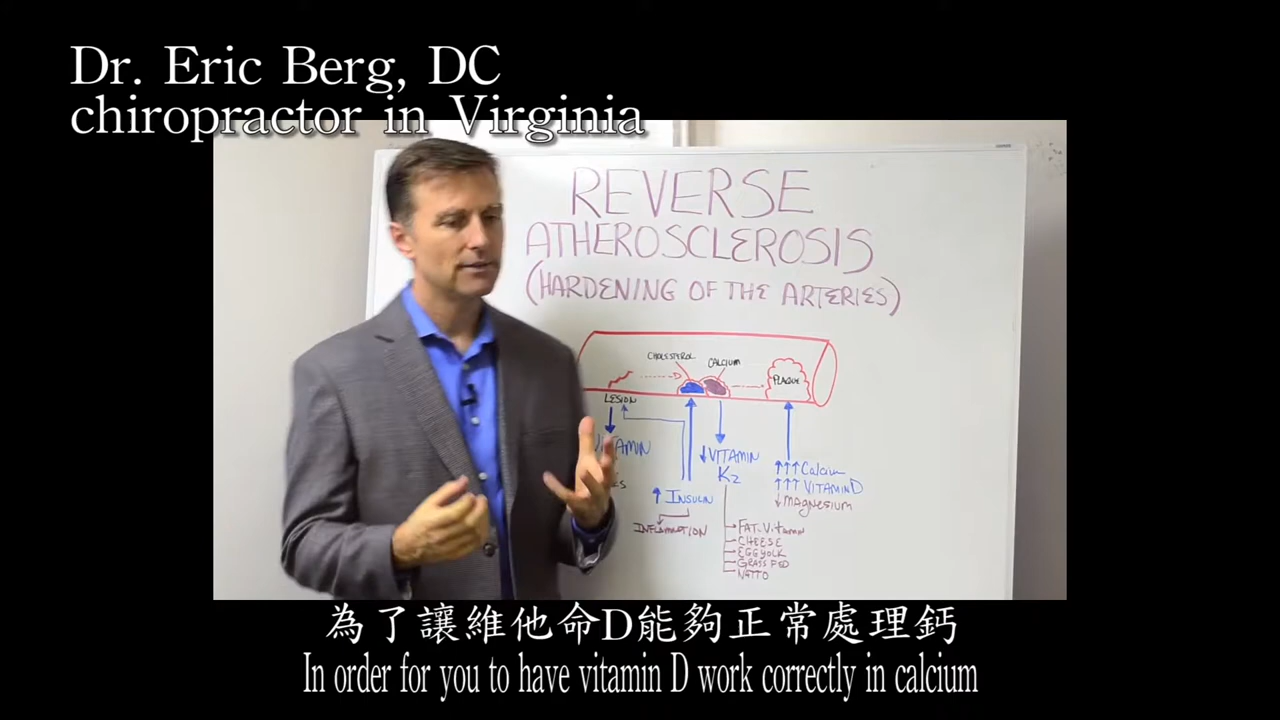 Dr. Eric Berg, DC
chiropractor in Virginia
REVERSE
ATHEROSCLEROSIS
(HARDENING OF THE ARTERIES)
CHOLESTEROL
CALCIUM
PLAQUE
LESION
VITAMIN
↓VITAMIN
K2
↑↑↑Calcium
↑↑↑VITAMIN D
↓MAGNESIUM
↑ INSULIN
INFLAMMATION
FAT. Vitamin
CHEESE
EGG YOLK
GRASS FED
NATTO
為了讓維他命D能夠正常處理鈣
In order for you to have vitamin D work correctly in calcium